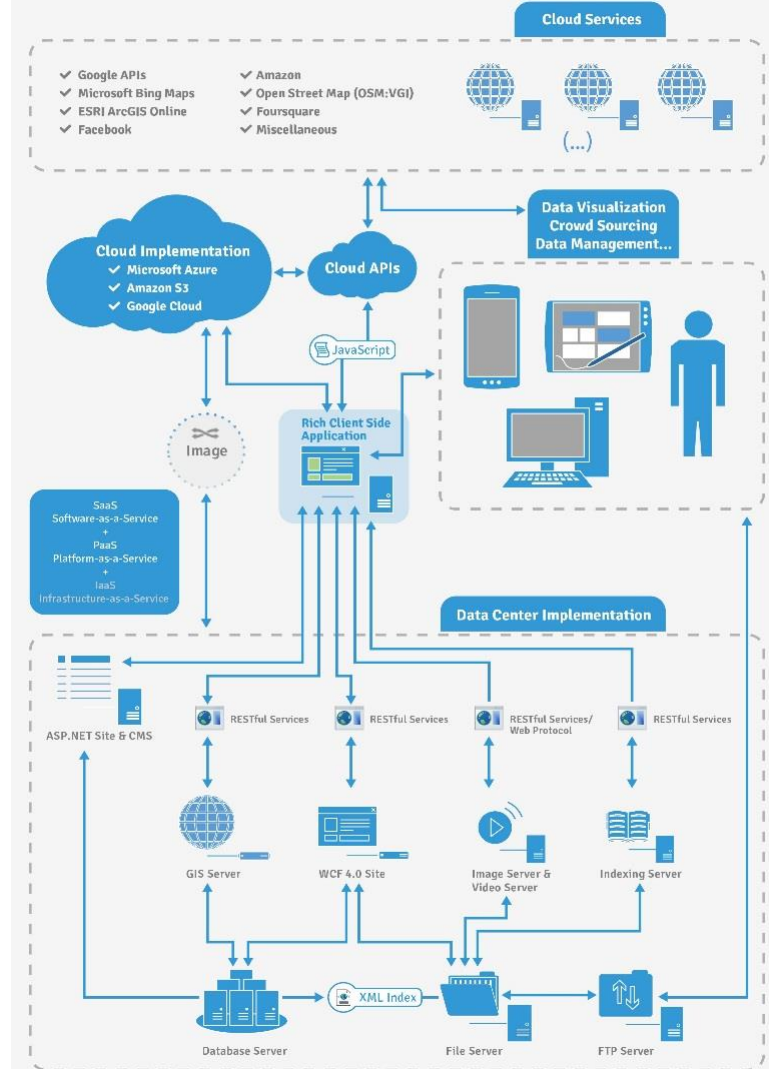 Cloud Services
Google APIs
Microsoft Bing Maps
ESRI ArcGIS Online
Facebook
Amazon
Open Street Map (OSM:VGI)
Foursquare
Miscellaneous
(...)
Data Visualization
Crowd Sourcing
Data Management...
Cloud Implementation
Microsoft Azure
Amazon S3
Google Cloud
Cloud APIs
JavaScript
Rich Client Side
Application
Image
SaaS
Software-as-a-Service
+
PaaS
Platform-as-a-Service
+
IaaS
Infrastructure-as-a-Service
Data Center Implementation
ASP.NET Site & CMS
RESTful Services
RESTful Services
RESTful Services/
Web Protocol
RESTful Services
GIS Server
WCF 4.0 Site
Image Server &
Video Server
Indexing Server
XML Index
Database Server
File Server
FTP Server